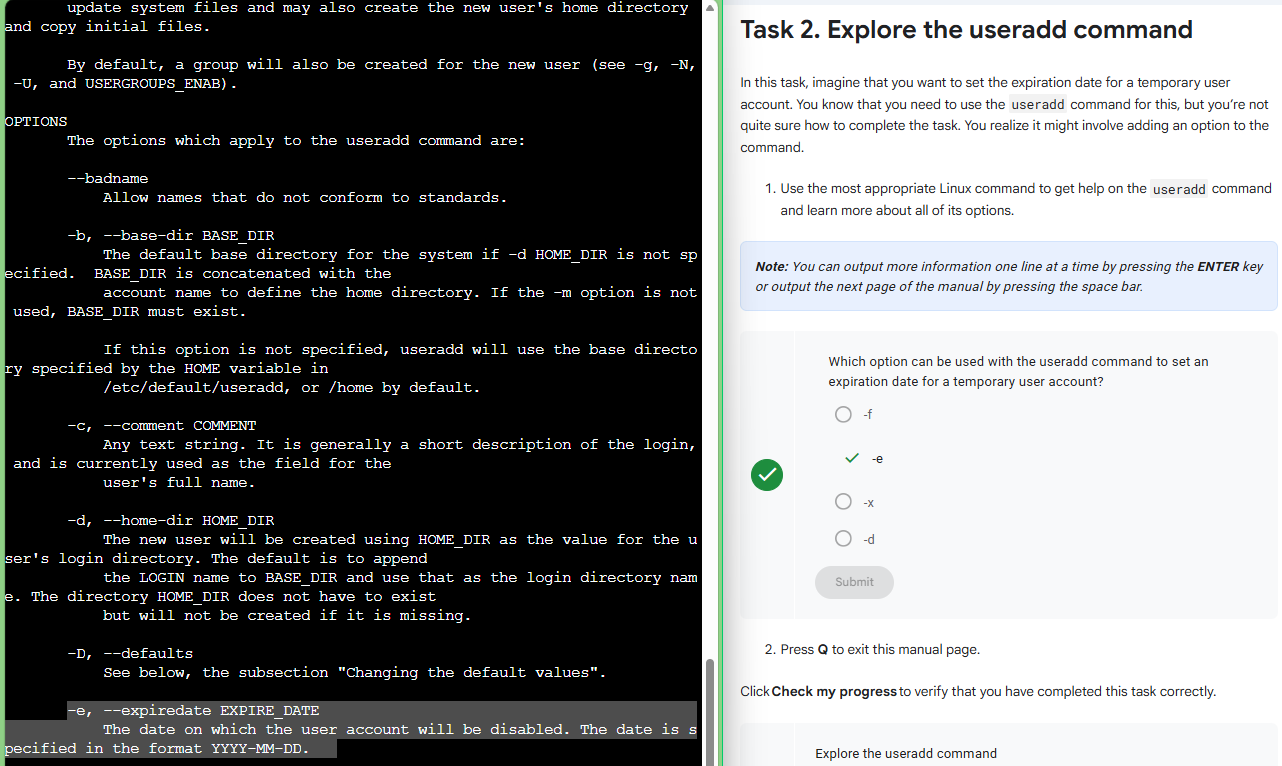 update system files and may also create the new user's home directory
and copy initial files.
By default, a group will also be created for the new user (see -g, -N,
-U, and USERGROUPS_ENAB).
OPTIONS
The options which apply to the useradd command are:
--badname
Allow names that do not conform to standards.
-b, --base-dir BASE_DIR
The default base directory for the system if -d HOME_DIR is not sp
ecified.  BASE_DIR is concatenated with the
account name to define the home directory. If the -m option is not
used, BASE_DIR must exist.
If this option is not specified, useradd will use the base directo
ry specified by the HOME variable in
/etc/default/useradd, or /home by default.
-c, --comment COMMENT
Any text string. It is generally a short description of the login,
and is currently used as the field for the
user's full name.
-d, --home-dir HOME_DIR
The new user will be created using HOME_DIR as the value for the u
ser's login directory. The default is to append
the LOGIN name to BASE_DIR and use that as the login directory nam
e. The directory HOME_DIR does not have to exist
but will not be created if it is missing.
-D, --defaults
See below, the subsection "Changing the default values".
-e, --expiredate EXPIRE_DATE
The date on which the user account will be disabled. The date is s
pecified in the format YYYY-MM-DD.
Task 2. Explore the useradd command
In this task, imagine that you want to set the expiration date for a temporary user
account. You know that you need to use the useradd command for this, but you're not
quite sure how to complete the task. You realize it might involve adding an option to the
command.
1. Use the most appropriate Linux command to get help on the useradd command
and learn more about all of its options.
Note: You can output more information one line at a time by pressing the ENTER key
or output the next page of the manual by pressing the space bar.
Which option can be used with the useradd command to set an
expiration date for a temporary user account?
-f
-e
-x
-d
Submit
2. Press Q to exit this manual page.
Click Check my progress to verify that you have completed this task correctly.
Explore the useradd command